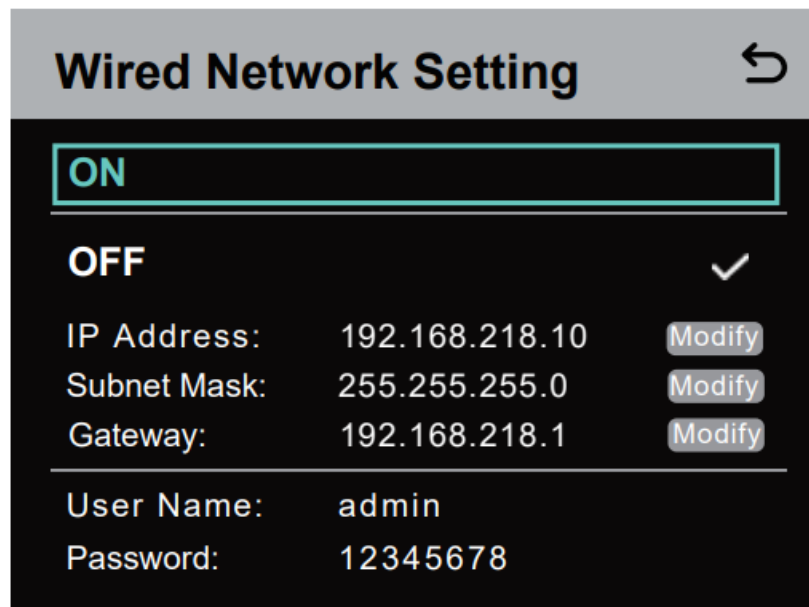 Wired Network Setting
ON
OFF
IP Address: 192.168.218.10 Modify
Subnet Mask: 255.255.255.0 Modify
Gateway: 192.168.218.1 Modify
User Name: admin
Password: 12345678